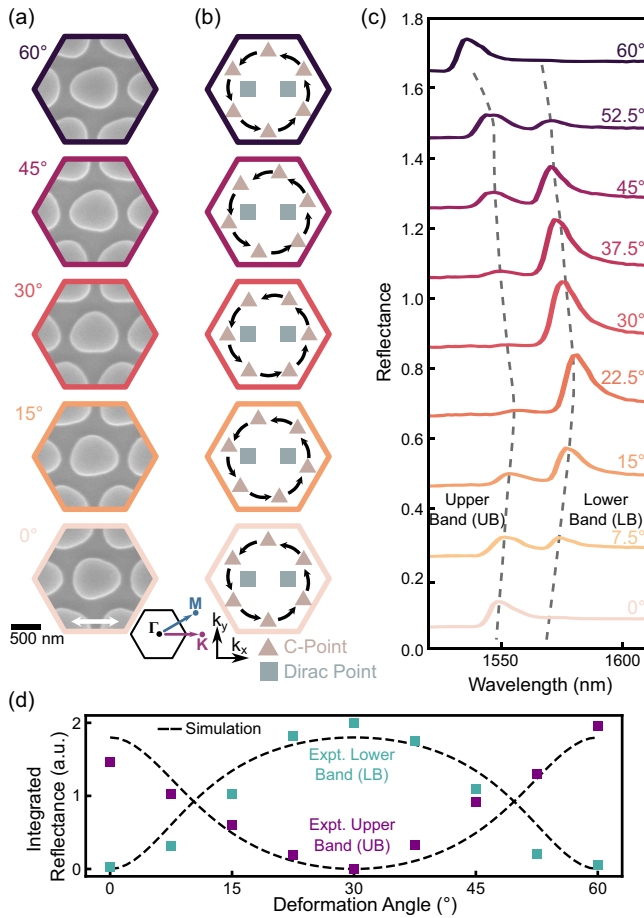 (a)
(b)
(c)
60°
45°
30°
15°
0°
500 nm
Γ
M
K
k_y
k_x
C-Point
Dirac Point
1.8
1.6
1.4
1.2
1.0
0.8
0.6
0.4
0.2
0.0
Reflectance
60°
52.5°
45°
37.5°
30°
22.5°
15°
7.5°
0°
Upper
Band (UB)
Lower
Band (LB)
1550
1600
Wavelength (nm)
(d)
2
1
0
Integrated
Reflectance (a.u.)
Simulation
Expt. Lower
Band (LB)
Expt. Upper
Band (UB)
0
15
30
45
60
Deformation Angle (°)